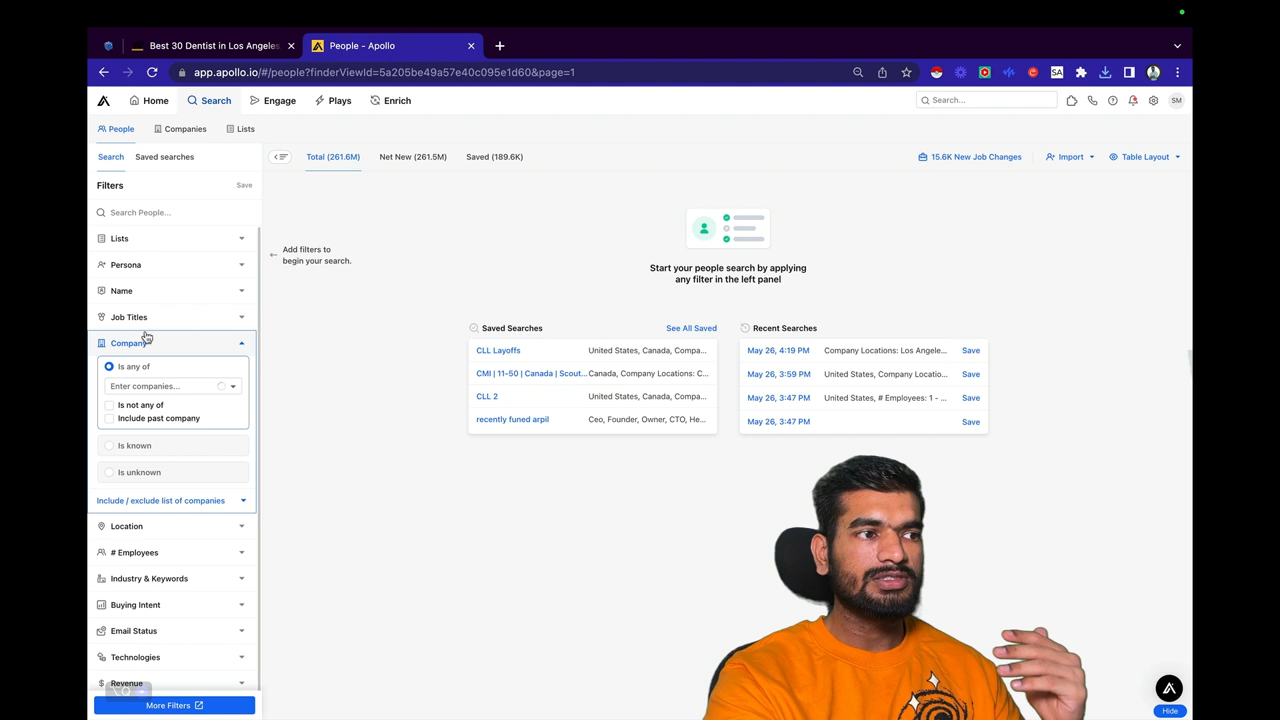 Best 30 Dentist in Los Angeles
People - Apollo
app.apollo.io/#/people?finderViewId=5a205be49a57e40c095e1d60&page=1
SA
Home
Search
Engage
Plays
Enrich
Search...
SM
People
Companies
Lists
Search
Saved searches
Total (261.6M)
Net New (261.5M)
Saved (189.6K)
15.6K New Job Changes
Import
Table Layout
Filters
Save
Search People...
Lists
Persona
Name
Job Titles
Company
Is any of
Enter companies...
Is not any of
Include past company
Is known
Is unknown
Include / exclude list of companies
Location
# Employees
Industry & Keywords
Buying Intent
Email Status
Technologies
Revenue
More Filters
Add filters to
begin your search.
Start your people search by applying
any filter in the left panel
Saved Searches
See All Saved
CLL Layoffs
United States, Canada, Compa...
CMI | 11-50 | Canada | Scout...
Canada, Company Locations: C...
CLL 2
United States, Canada, Compa...
recently funed arpil
Ceo, Founder, Owner, CTO, He...
Recent Searches
May 26, 4:19 PM
Company Locations: Los Angele...
Save
May 26, 3:59 PM
United States, Company Locatio...
Save
May 26, 3:47 PM
United States, # Employees: 1 - ...
Save
May 26, 3:47 PM
Save
Hide